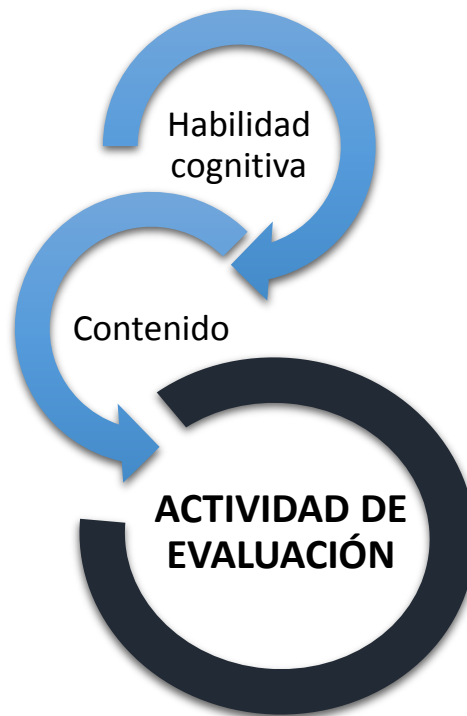 Habilidad
cognitiva
Contenido
ACTIVIDAD DE
EVALUACIÓN